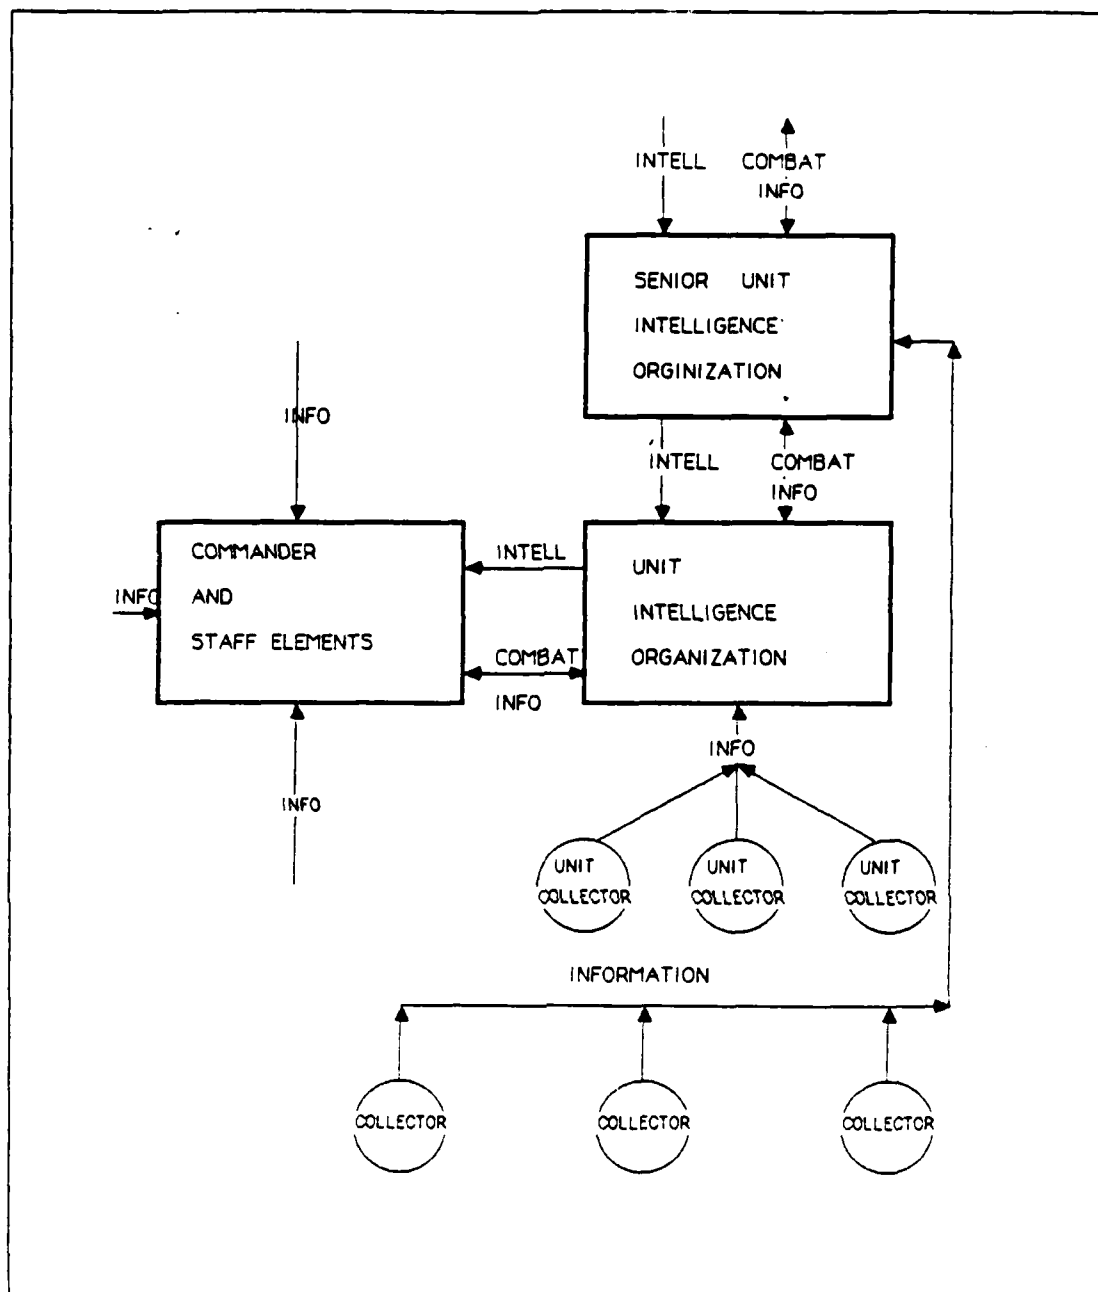 INTELL COMBAT
INFO
SENIOR UNIT
INTELLIGENCE
ORGINIZATION
INFO
INTELL COMBAT
INFO
COMMANDER
AND
STAFF ELEMENTS
INFO
INTELL
COMBAT
INFO
UNIT
INTELLIGENCE
ORGANIZATION
INFO
INFO
UNIT
COLLECTOR
UNIT
COLLECTOR
UNIT
COLLECTOR
INFORMATION
COLLECTOR
COLLECTOR
COLLECTOR